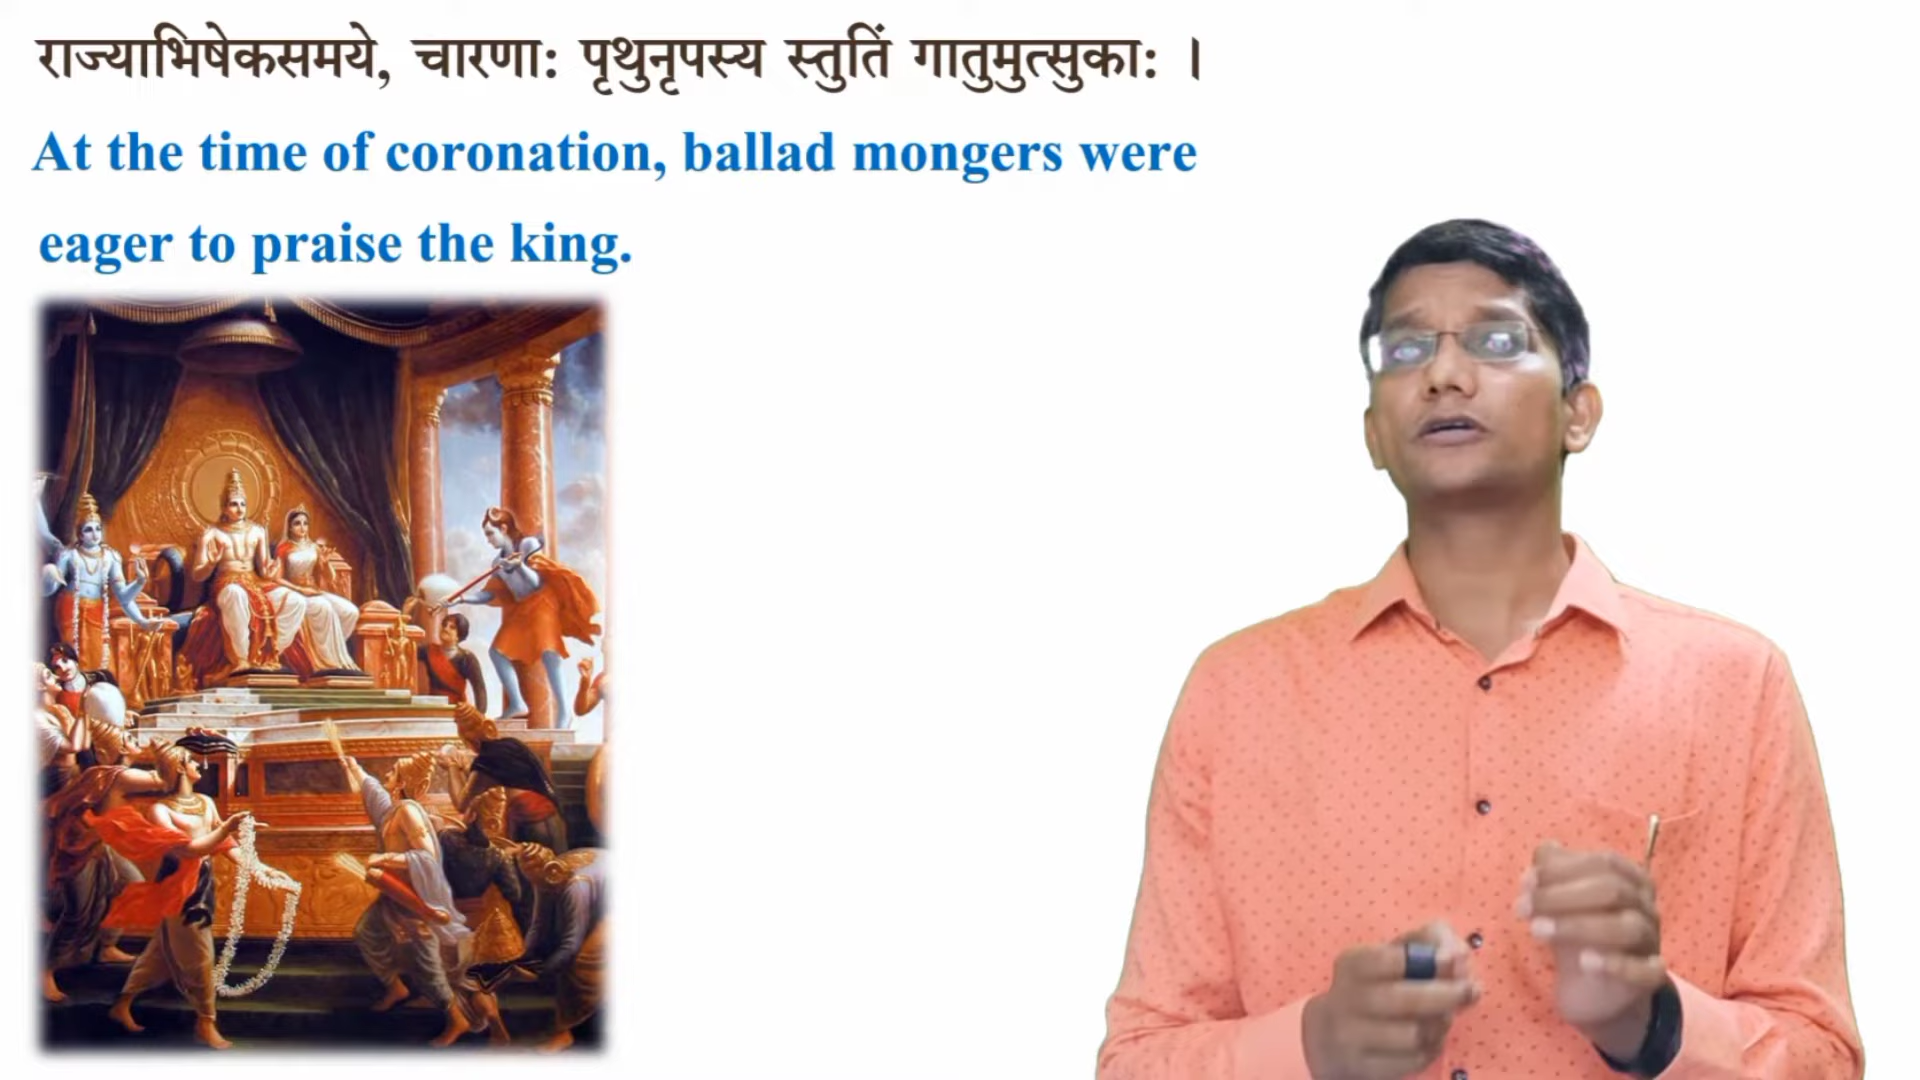 राज्याभिषेकसमये, चारणाः पृथुनृपस्य स्तुतिं गातुमुत्सुकाः ।
At the time of coronation, ballad mongers were
eager to praise the king.